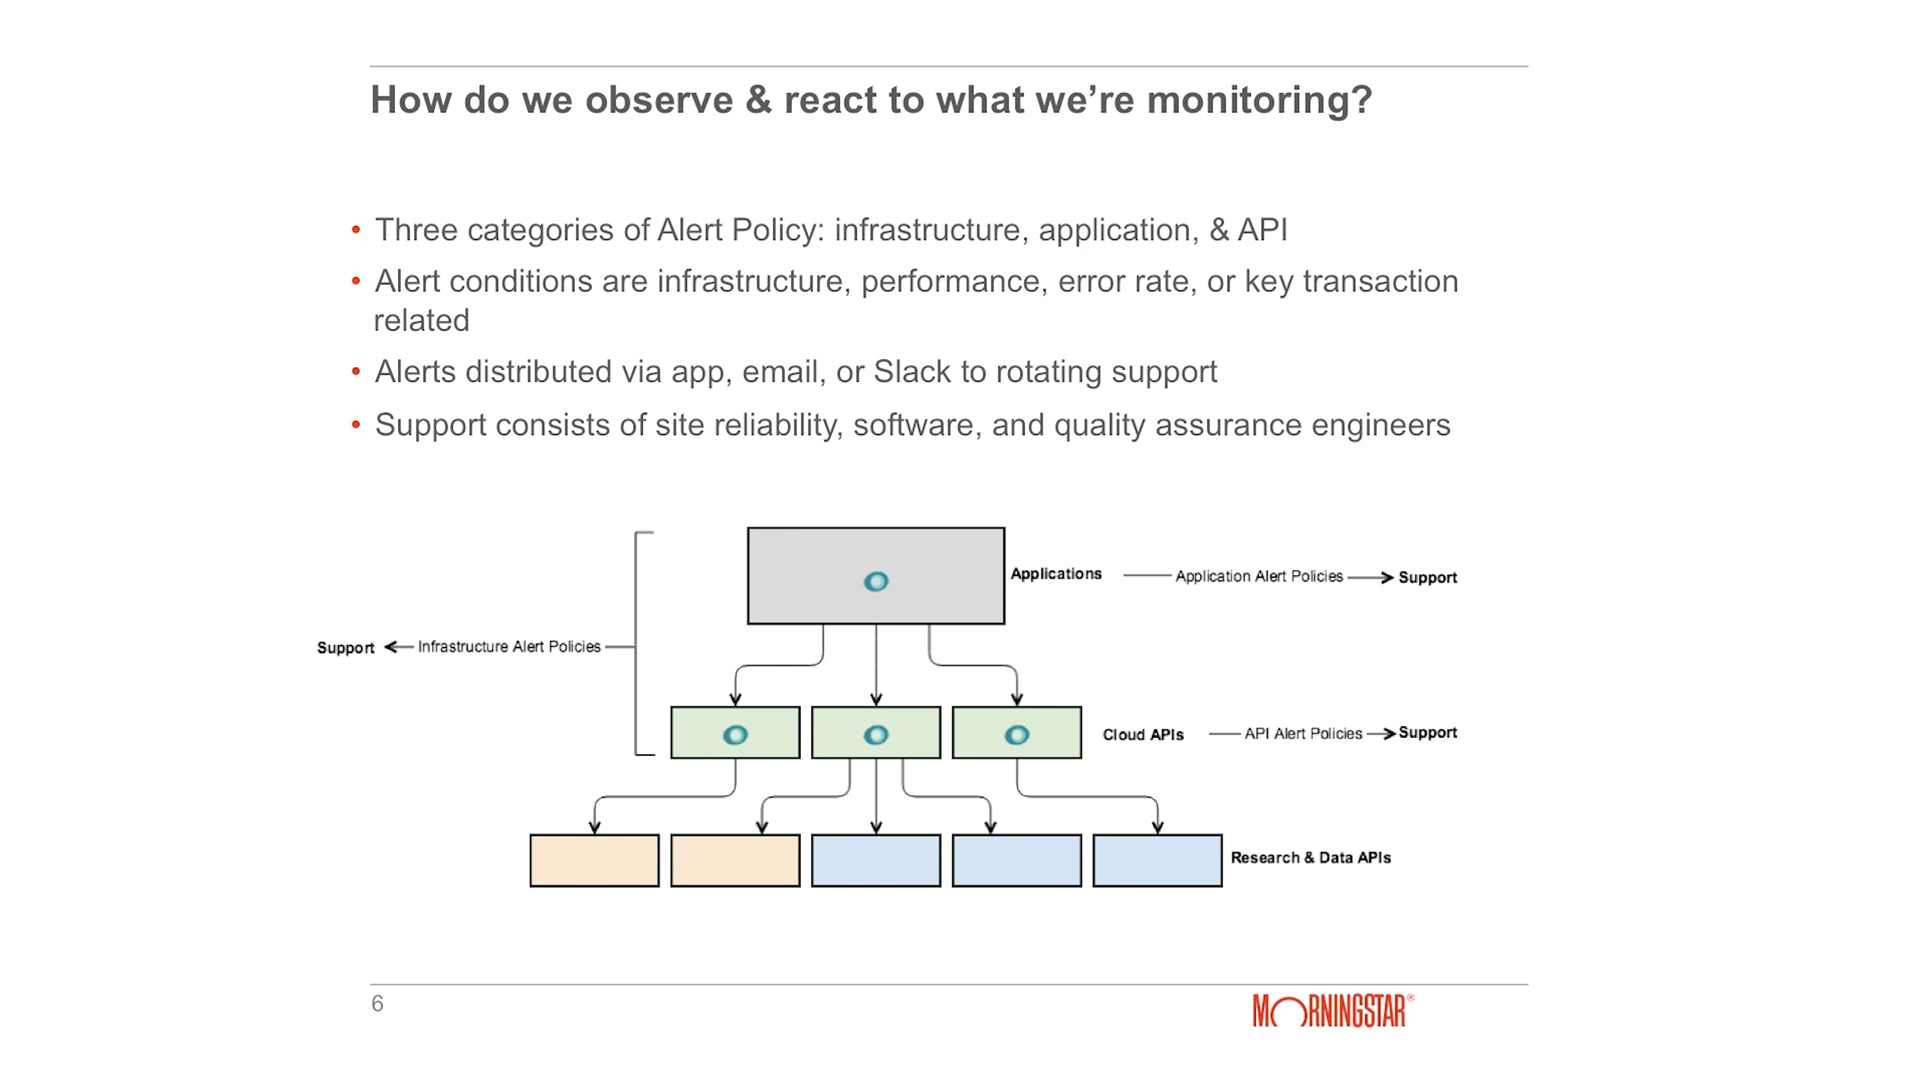 How do we observe & react to what we’re monitoring?
• Three categories of Alert Policy: infrastructure, application, & API
• Alert conditions are infrastructure, performance, error rate, or key transaction
related
• Alerts distributed via app, email, or Slack to rotating support
• Support consists of site reliability, software, and quality assurance engineers
Applications
Application Alert Policies
Support
Support
Infrastructure Alert Policies
Cloud APIs
API Alert Policies
Support
Research & Data APIs
6
MORNINGSTAR®